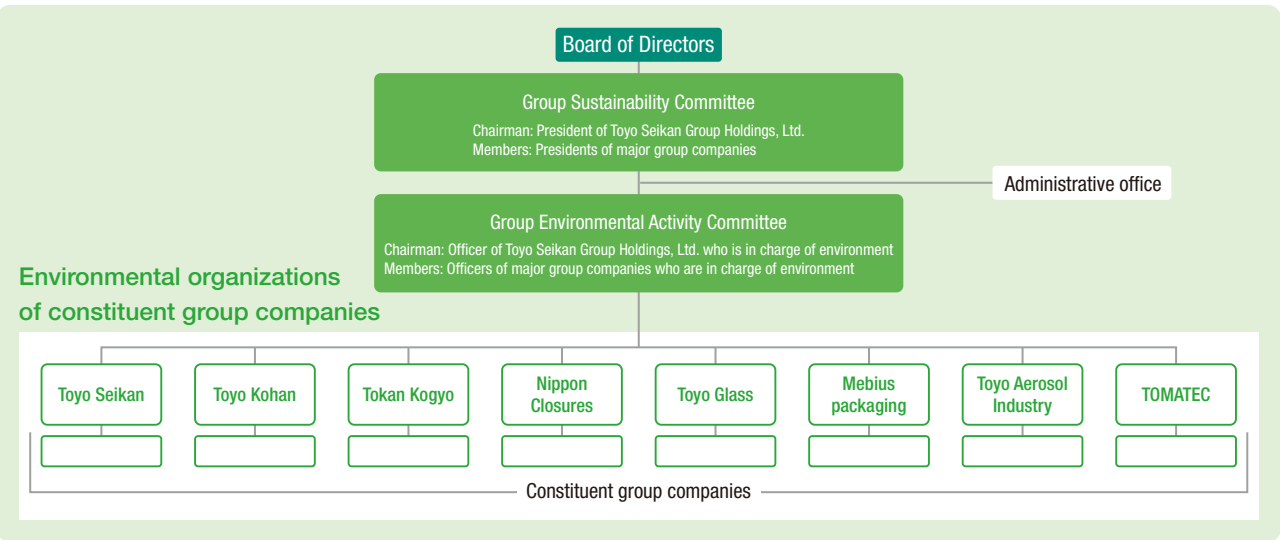 Board of Directors
Group Sustainability Committee
Chairman: President of Toyo Seikan Group Holdings, Ltd.
Members: Presidents of major group companies
Administrative office
Group Environmental Activity Committee
Chairman: Officer of Toyo Seikan Group Holdings, Ltd. who is in charge of environment
Members: Officers of major group companies who are in charge of environment
Environmental organizations
of constituent group companies
Toyo Seikan
Toyo Kohan
Tokan Kogyo
Nippon
Closures
Toyo Glass
Mebius
packaging
Toyo Aerosol
Industry
TOMATEC
Constituent group companies